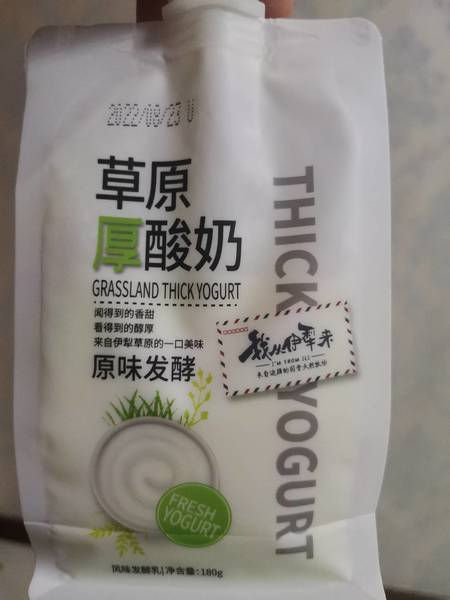 2022/09/23 U
草原
厚酸奶
GRASSLAND THICK YOGURT
闻得到的香甜
看得到的醇厚
来自伊犁草原的一口美味
原味发酵
THICK YOGURT
我从伊犁来
I'M FROM ILI
FRESH
YOGURT
风味发酵乳|净含量:180g